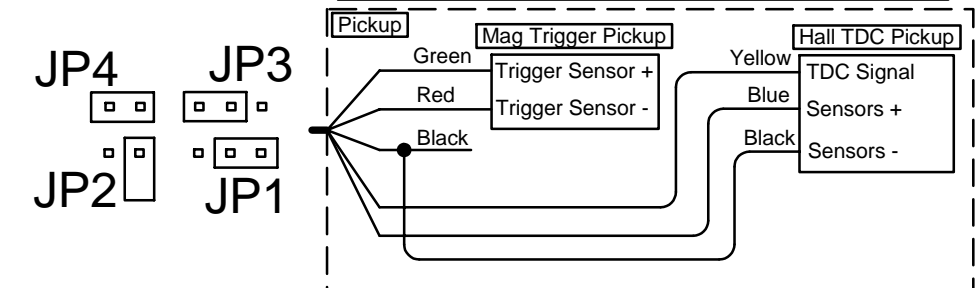 Pickup
Mag Trigger Pickup
Hall TDC Pickup
JP4
JP3
Green
Trigger Sensor +
Yellow
TDC Signal
Red
Trigger Sensor -
Blue
Sensors +
Black
Black
Sensors -
JP2
JP1